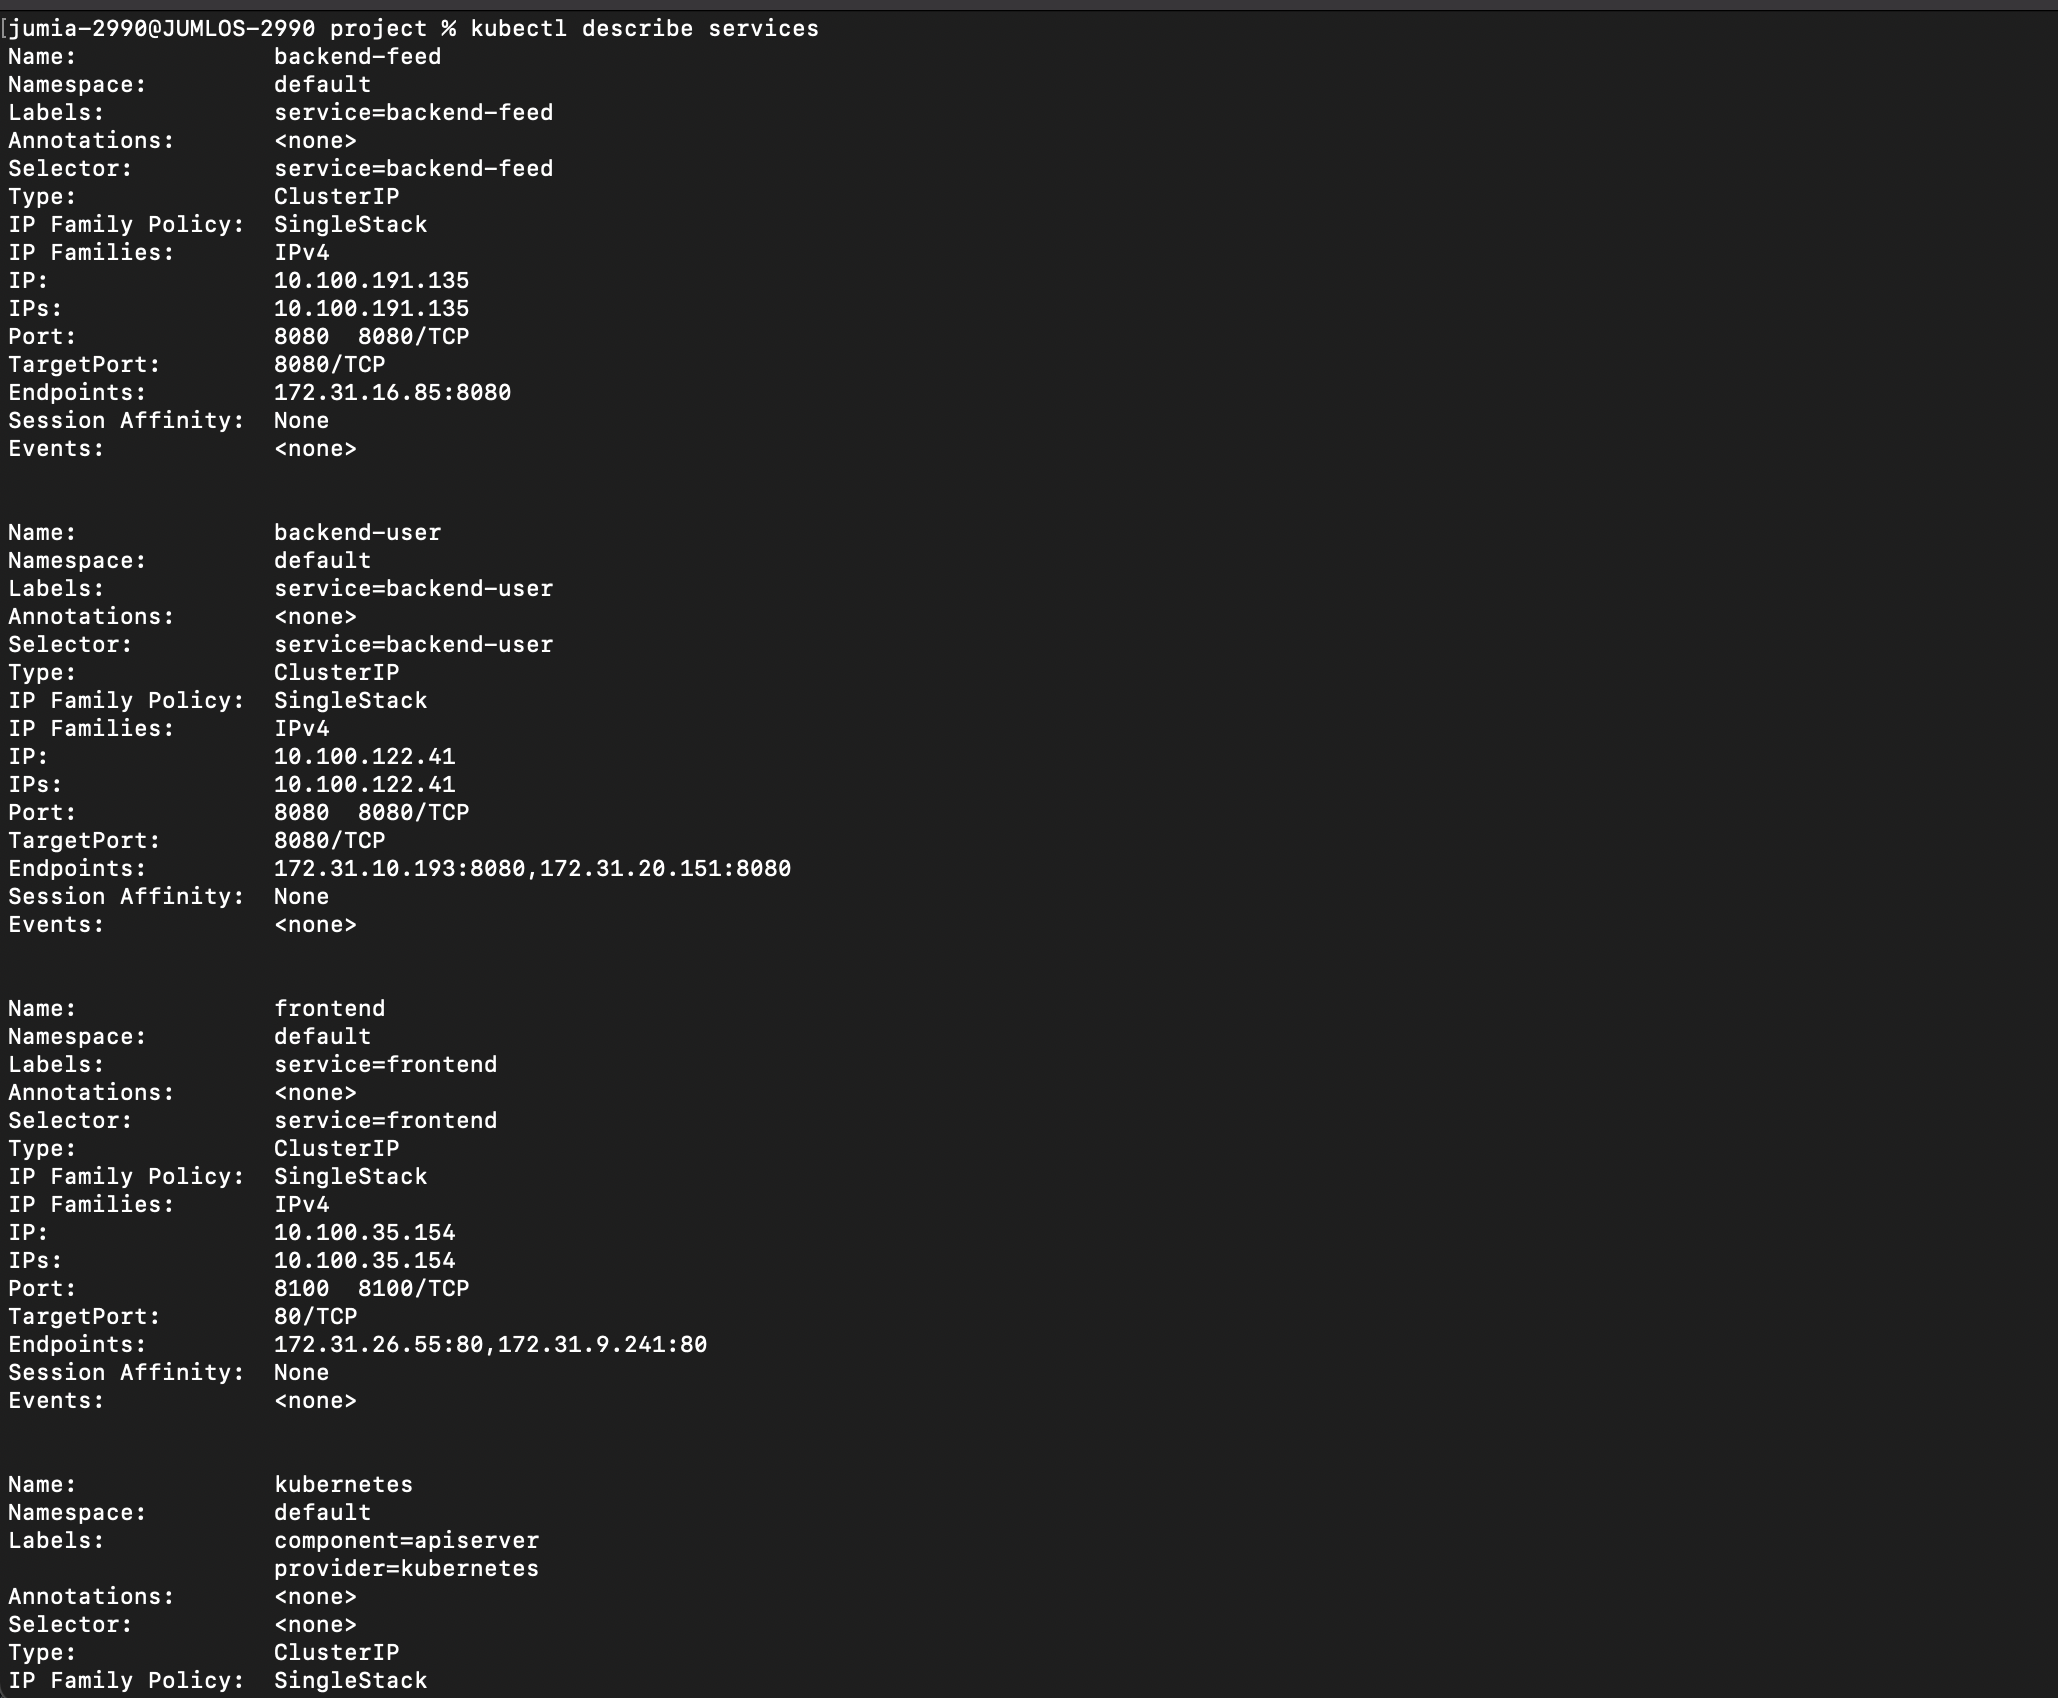 [jumia-2990@JUMLOS-2990 project % kubectl describe services
Name:              backend-feed
Namespace:         default
Labels:            service=backend-feed
Annotations:       <none>
Selector:          service=backend-feed
Type:              ClusterIP
IP Family Policy:  SingleStack
IP Families:       IPv4
IP:                10.100.191.135
IPs:               10.100.191.135
Port:              8080  8080/TCP
TargetPort:        8080/TCP
Endpoints:         172.31.16.85:8080
Session Affinity:  None
Events:            <none>

Name:              backend-user
Namespace:         default
Labels:            service=backend-user
Annotations:       <none>
Selector:          service=backend-user
Type:              ClusterIP
IP Family Policy:  SingleStack
IP Families:       IPv4
IP:                10.100.122.41
IPs:               10.100.122.41
Port:              8080  8080/TCP
TargetPort:        8080/TCP
Endpoints:         172.31.10.193:8080,172.31.20.151:8080
Session Affinity:  None
Events:            <none>

Name:              frontend
Namespace:         default
Labels:            service=frontend
Annotations:       <none>
Selector:          service=frontend
Type:              ClusterIP
IP Family Policy:  SingleStack
IP Families:       IPv4
IP:                10.100.35.154
IPs:               10.100.35.154
Port:              8100  8100/TCP
TargetPort:        80/TCP
Endpoints:         172.31.26.55:80,172.31.9.241:80
Session Affinity:  None
Events:            <none>

Name:              kubernetes
Namespace:         default
Labels:            component=apiserver
                   provider=kubernetes
Annotations:       <none>
Selector:          <none>
Type:              ClusterIP
IP Family Policy:  SingleStack